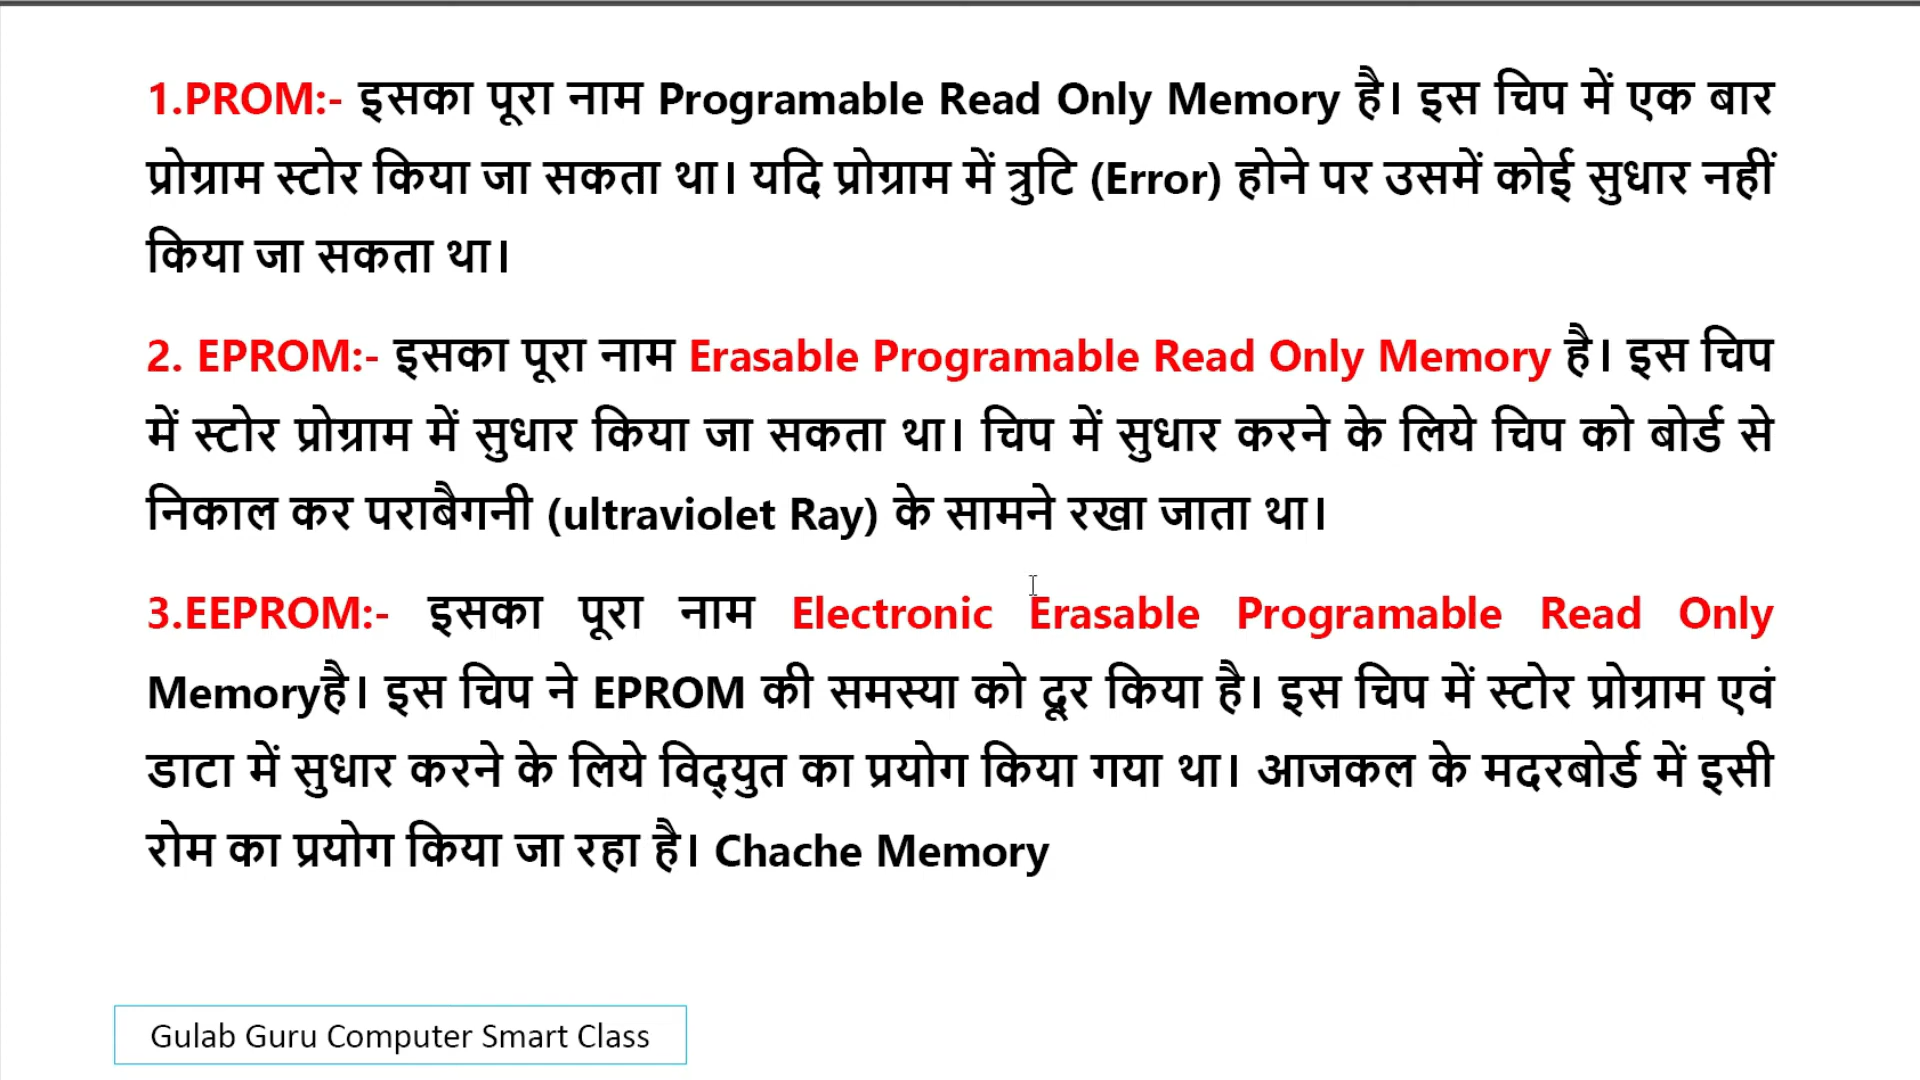 1.PROM:- इसका पूरा नाम Programable Read Only Memory है। इस चिप में एक बार
प्रोग्राम स्टोर किया जा सकता था। यदि प्रोग्राम में त्रुटि (Error) होने पर उसमें कोई सुधार नहीं
किया जा सकता था।
2. EPROM:- इसका पूरा नाम Erasable Programable Read Only Memory है। इस चिप
में स्टोर प्रोग्राम में सुधार किया जा सकता था। चिप में सुधार करने के लिये चिप को बोर्ड से
निकाल कर पराबैगनी (ultraviolet Ray) के सामने रखा जाता था।
3.EEPROM:- इसका पूरा नाम Electronic Erasable Programable Read Only
Memoryहै। इस चिप ने EPROM की समस्या को दूर किया है। इस चिप में स्टोर प्रोग्राम एवं
डाटा में सुधार करने के लिये विद्युत का प्रयोग किया गया था। आजकल के मदरबोर्ड में इसी
रोम का प्रयोग किया जा रहा है। Chache Memory
Gulab Guru Computer Smart Class